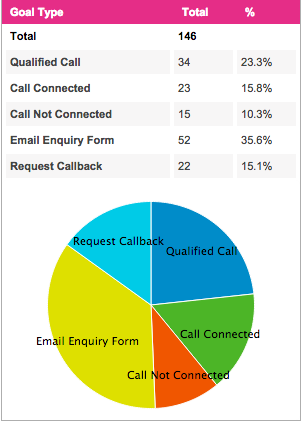 Goal Type Total %
Total 146
Qualified Call 34 23.3%
Call Connected 23 15.8%
Call Not Connected 15 10.3%
Email Enquiry Form 52 35.6%
Request Callback 22 15.1%
Request Callback
Qualified Call
Call Connected
Email Enquiry Form
Call Not Connected